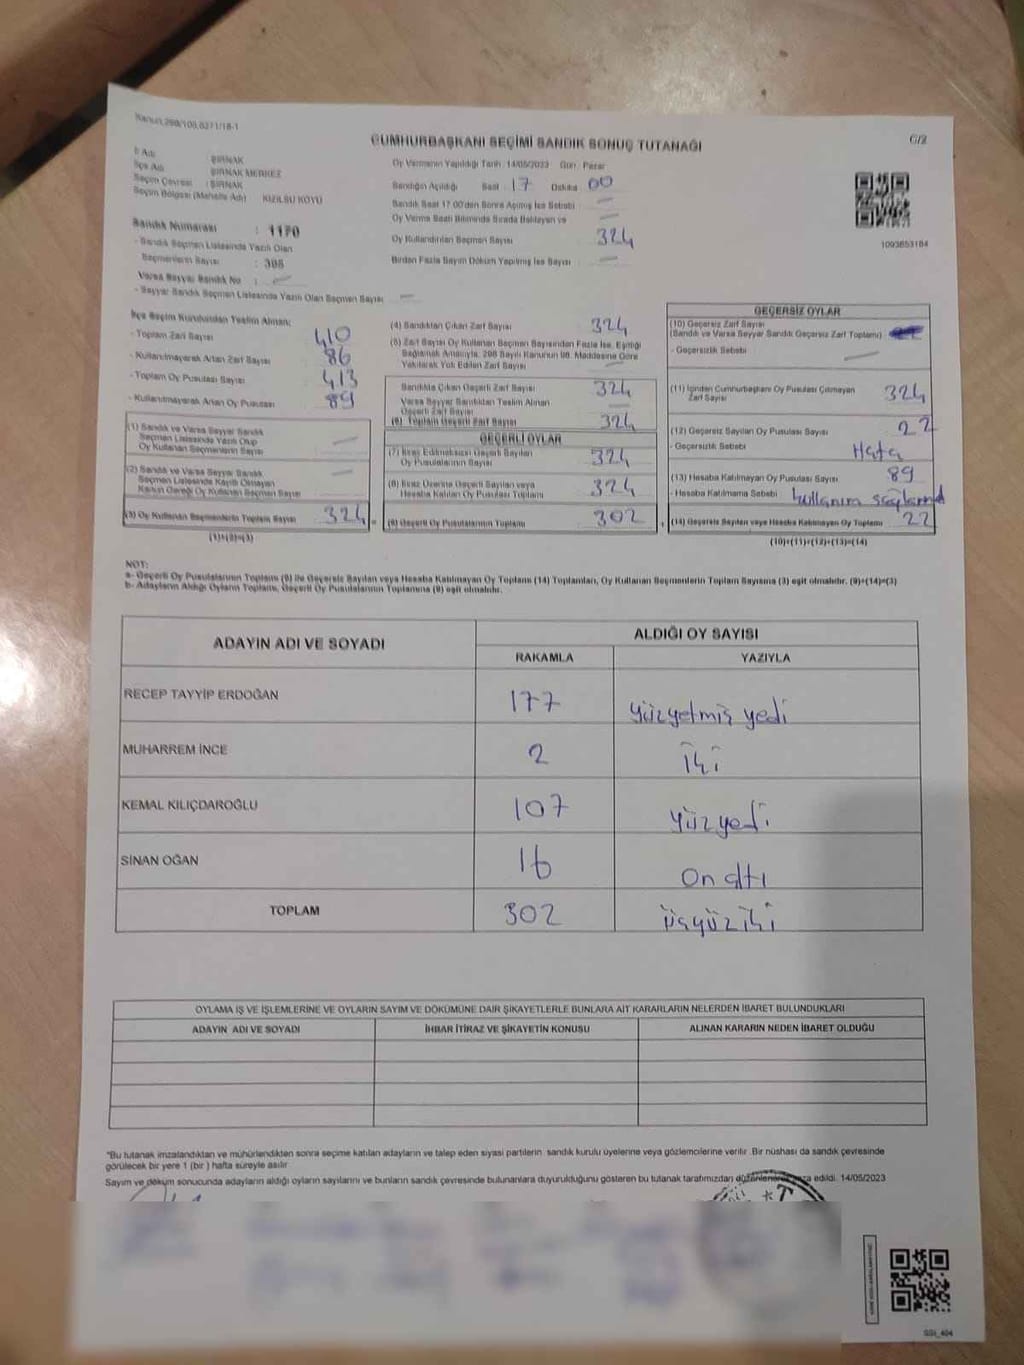 Kanun,298/105,6271/18-1
C/2
CUMHURBAŞKANI SEÇİMİ SANDIK SONUÇ TUTANAĞI
İl Adı : ŞIRNAK
İlçe Adı : ŞIRNAK MERKEZ
Seçim Çevresi : ŞIRNAK
Seçim Bölgesi (Mahalle Adı) KIZILSU KÖYÜ
Sandık Numarası : 1170
- Sandık Seçmen Listesinde Yazılı Olan
Seçmenlerin Sayısı : 395
Varsa Seyyar Sandık No : —
- Seyyar Sandık Seçmen Listesinde Yazılı Olan Seçmen Sayısı —
Oy Vermenin Yapıldığı Tarih 14/05/2023 Gün Pazar
Sandığın Açıldığı Saat 17 Dakika 00
Sandık Saat 17.00'den Sonra Açılmış İse Sebebi —
Oy Verme Saati Bitiminde Sırada Bekleyen ve —
Oy Kullandırılan Seçmen Sayısı 324
Birden Fazla Sayım Döküm Yapılmış İse Sayısı —
1093653184
İlçe Seçim Kurulundan Teslim Alınan;
- Toplam Zarf Sayısı 410
- Kullanılmayarak Artan Zarf Sayısı 86
- Toplam Oy Pusulası Sayısı 413
- Kullanılmayarak Artan Oy Pusulası 89
(1) Sandık ve Varsa Seyyar Sandık
Seçmen Listesinde Yazılı Olup
Oy Kullanan Seçmenlerin Sayısı —
(2) Sandık ve Varsa Seyyar Sandık
Seçmen Listesinde Kayıtlı Olmayan
Kanun Gereği Oy Kullanan Seçmen Sayısı —
(3) Oy Kullanan Seçmenlerin Toplam Sayısı 324 =
(1)+(2)=(3)
(4) Sandıktan Çıkan Zarf Sayısı 324
(5) Zarf Sayısı Oy Kullanan Seçmen Sayısından Fazla İse, Eşitliği
Sağlamak Amacıyla, 298 Sayılı Kanunun 98. Maddesine Göre
Yakılarak Yok Edilen Zarf Sayısı —
Sandıkta Çıkan Geçerli Zarf Sayısı 324
Varsa Seyyar Sandıktan Teslim Alınan
Geçerli Zarf Sayısı —
(6) Toplam Geçerli Zarf Sayısı 324
GEÇERLİ OYLAR
(7) İtiraz Edilmeksizin Geçerli Sayılan
Oy Pusulalarının Sayısı 324
(8) İtiraz Üzerine Geçerli Sayılan veya
Hesaba Katılan Oy Pusulası Toplamı 324
(9) Geçerli Oy Pusulalarının Toplamı 302 +
GEÇERSİZ OYLAR
(10) Geçersiz Zarf Sayısı
(Sandık ve Varsa Seyyar Sandık Geçersiz Zarf Toplamı)
- Geçersizlik Sebebi —
(11) İçinden Cumhurbaşkanı Oy Pusulası Çıkmayan
Zarf Sayısı 324
(12) Geçersiz Sayılan Oy Pusulası Sayısı 22
- Geçersizlik Sebebi Hata
(13) Hesaba Katılmayan Oy Pusulası Sayısı 89
- Hesaba Katılmama Sebebi kullanım
(14) Geçersiz Sayılan veya Hesaba Katılmayan Oy Toplamı 22
(10)+(11)+(12)+(13)=(14)
NOT:
a- Geçerli Oy Pusulalarının Toplamı (9) ile Geçersiz Sayılan veya Hesaba Katılmayan Oy Toplamı (14) Toplamları, Oy Kullanan Seçmenlerin Toplam Sayısına (3) eşit olmalıdır. (9)+(14)=(3)
b- Adayların Aldığı Oyların Toplamı, Geçerli Oy Pusulalarının Toplamına (9) eşit olmalıdır.
ADAYIN ADI VE SOYADI
ALDIĞI OY SAYISI
RAKAMLA YAZIYLA
RECEP TAYYİP ERDOĞAN 177 yüzyetmiş yedi
MUHARREM İNCE 2 iki
KEMAL KILIÇDAROĞLU 107 yüzyedi
SİNAN OĞAN 16 on altı
TOPLAM 302 üçyüziki
OYLAMA İŞ VE İŞLEMLERİNE VE OYLARIN SAYIM VE DÖKÜMÜNE DAİR ŞİKAYETLERLE BUNLARA AİT KARARLARIN NELERDEN İBARET BULUNDUKLARI
ADAYIN ADI VE SOYADI İHBAR İTİRAZ VE ŞİKAYETİN KONUSU ALINAN KARARIN NEDEN İBARET OLDUĞU
*Bu tutanak imzalandıktan ve mühürlendikten sonra seçime katılan adayların ve talep eden siyasi partilerin sandık kurulu üyelerine veya gözlemcilerine verilir. Bir nüshası da sandık çevresinde
görülecek bir yere 1 (bir) hafta süreyle asılır.
Sayım ve döküm sonucunda adayların aldığı oyların sayılarını ve bunların sandık çevresinde bulunanlara duyurulduğunu gösteren bu tutanak tarafımızdan düzenlenerek imza edildi. 14/05/2023